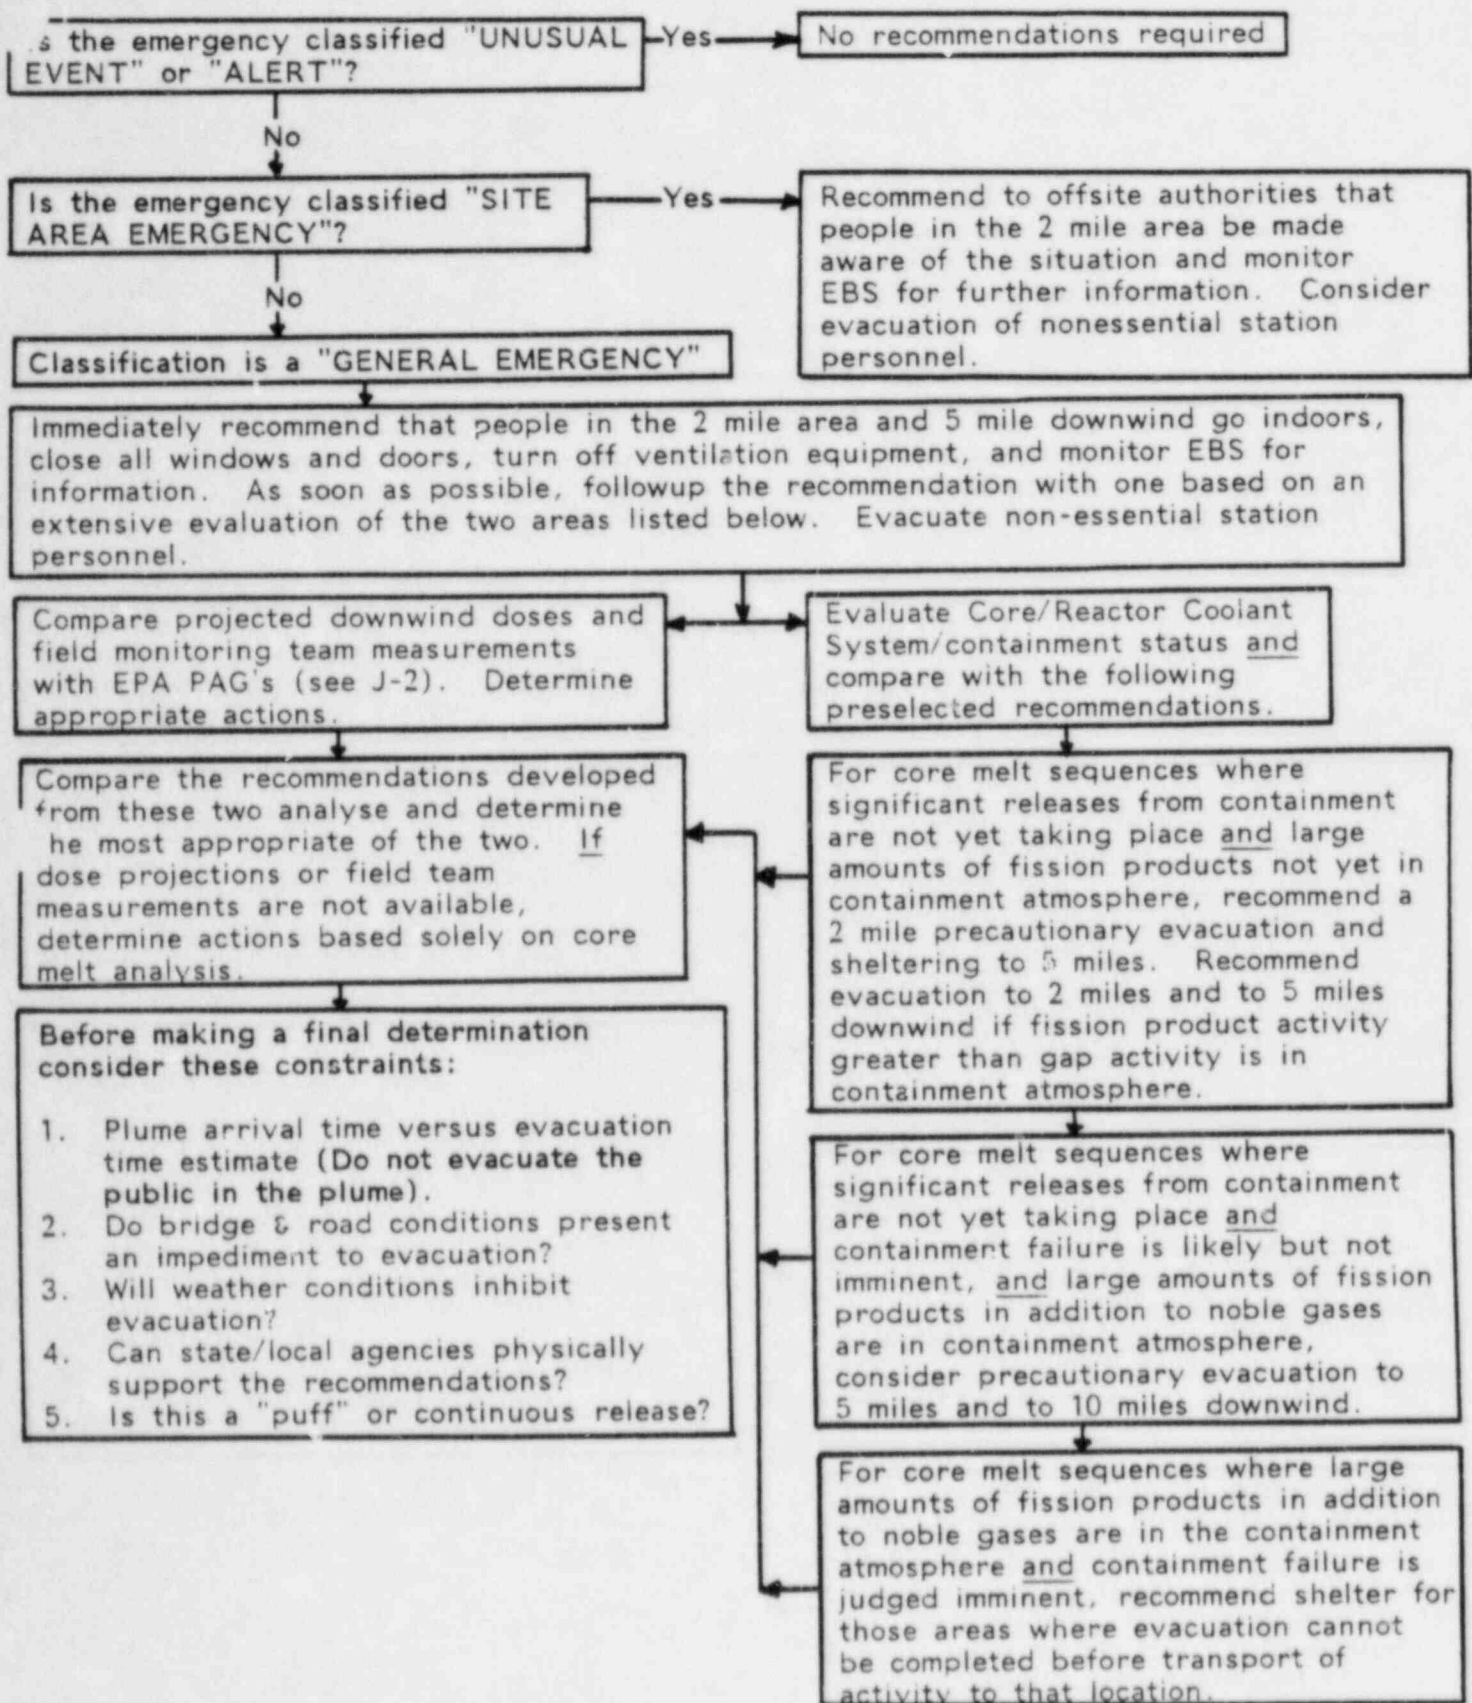 s the emergency classified "UNUSUAL
EVENT" or "ALERT"?
Yes
No recommendations required
No
Is the emergency classified "SITE
AREA EMERGENCY"?
Yes
Recommend to offsite authorities that
people in the 2 mile area be made
aware of the situation and monitor
EBS for further information. Consider
evacuation of nonessential station
personnel.
No
Classification is a "GENERAL EMERGENCY"
Immediately recommend that people in the 2 mile area and 5 mile downwind go indoors,
close all windows and doors, turn off ventilation equipment, and monitor EBS for
information. As soon as possible, followup the recommendation with one based on an
extensive evaluation of the two areas listed below. Evacuate non-essential station
personnel.
Compare projected downwind doses and
field monitoring team measurements
with EPA PAG's (see J-2). Determine
appropriate actions.
Evaluate Core/Reactor Coolant
System/containment status and
compare with the following
preselected recommendations.
Compare the recommendations developed
from these two analyse and determine
he most appropriate of the two. If
dose projections or field team
measurements are not available,
determine actions based solely on core
melt analysis.
For core melt sequences where
significant releases from containment
are not yet taking place and large
amounts of fission products not yet in
containment atmosphere, recommend a
2 mile precautionary evacuation and
sheltering to 5 miles. Recommend
evacuation to 2 miles and to 5 miles
downwind if fission product activity
greater than gap activity is in
containment atmosphere.
Before making a final determination
consider these constraints:
1. Plume arrival time versus evacuation
time estimate (Do not evacuate the
public in the plume).
2. Do bridge & road conditions present
an impediment to evacuation?
3. Will weather conditions inhibit
evacuation?
4. Can state/local agencies physically
support the recommendations?
5. Is this a "puff" or continuous release?
For core melt sequences where
significant releases from containment
are not yet taking place and
containment failure is likely but not
imminent, and large amounts of fission
products in addition to noble gases
are in containment atmosphere,
consider precautionary evacuation to
5 miles and to 10 miles downwind.
For core melt sequences where large
amounts of fission products in addition
to noble gases are in the containment
atmosphere and containment failure is
judged imminent, recommend shelter for
those areas where evacuation cannot
be completed before transport of
activity to that location.